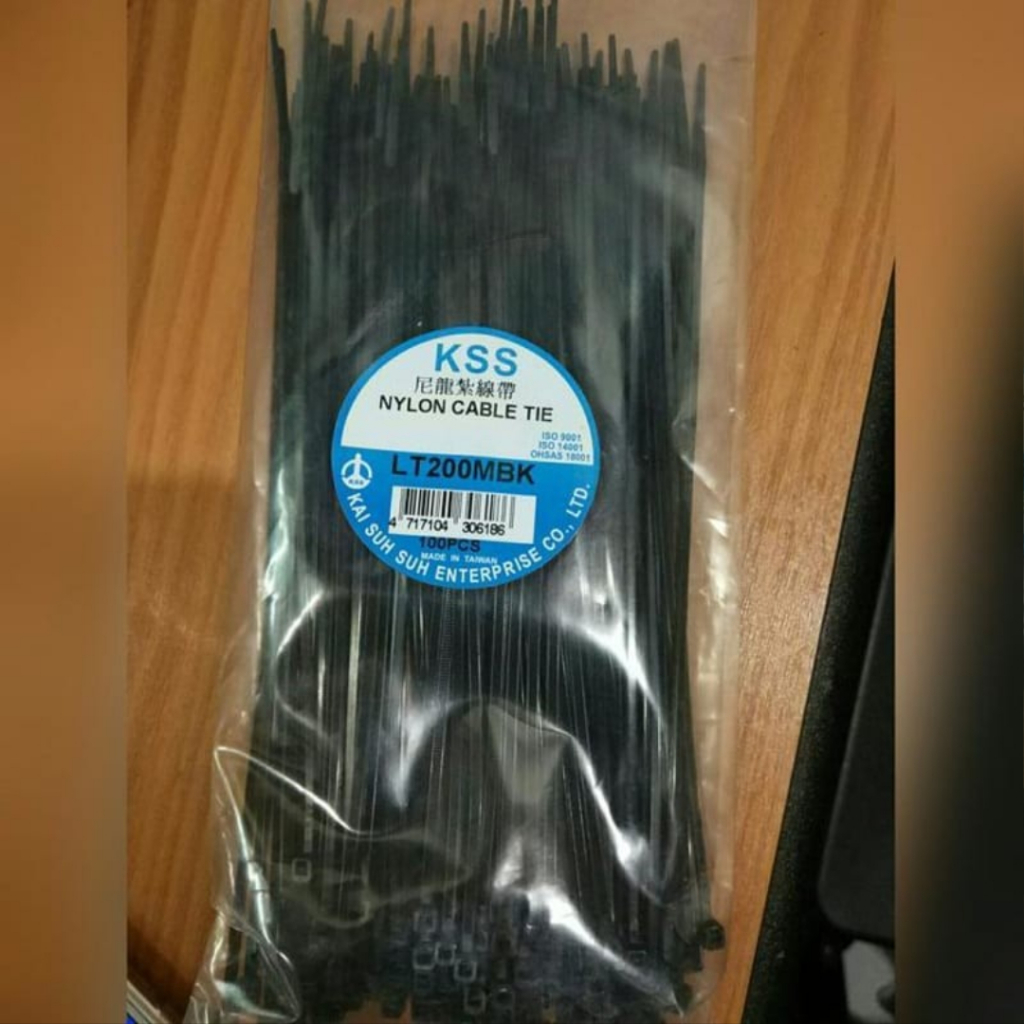 KSS
尼龍紮線帶
NYLON CABLE TIE
ISO 9001
ISO 14001
OHSAS 18001
LT200MBK
KSS
4 717104 306186
100PCS
MADE IN TAIWAN
KAI SUH SUH ENTERPRISE CO., LTD.